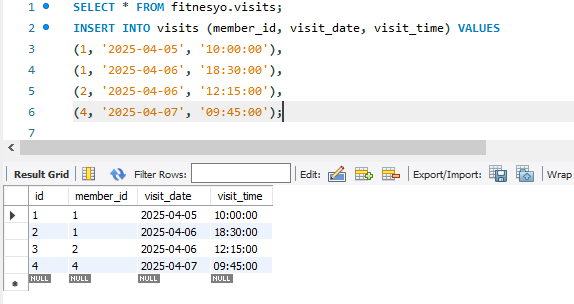 1 SELECT * FROM fitnesyo.visits;
2 INSERT INTO visits (member_id, visit_date, visit_time) VALUES
3 (1, '2025-04-05', '10:00:00'),
4 (1, '2025-04-06', '18:30:00'),
5 (2, '2025-04-06', '12:15:00'),
6 (4, '2025-04-07', '09:45:00');
7
Result Grid Filter Rows: Edit: Export/Import: Wrap
id member_id visit_date visit_time
1 1 2025-04-05 10:00:00
2 1 2025-04-06 18:30:00
3 2 2025-04-06 12:15:00
4 4 2025-04-07 09:45:00
NULL NULL NULL NULL